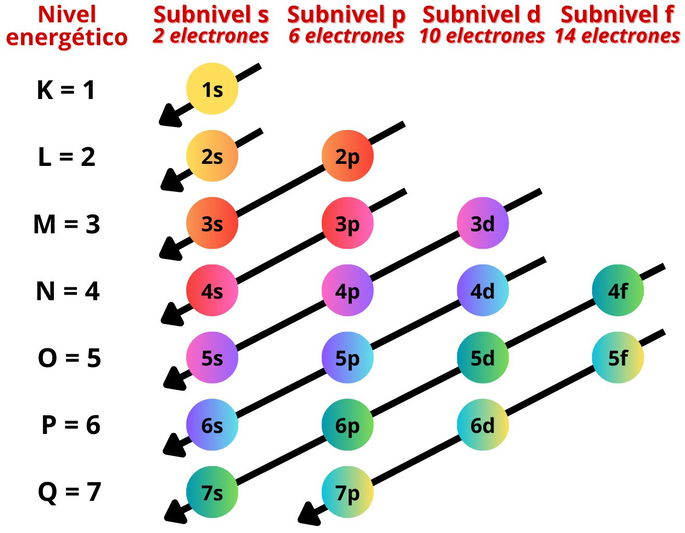 Nivel energético
Subnivel s
2 electrones
Subnivel p
6 electrones
Subnivel d
10 electrones
Subnivel f
14 electrones
K = 1
1s
L = 2
2s
2p
M = 3
3s
3p
3d
N = 4
4s
4p
4d
4f
O = 5
5s
5p
5d
5f
P = 6
6s
6p
6d
Q = 7
7s
7p